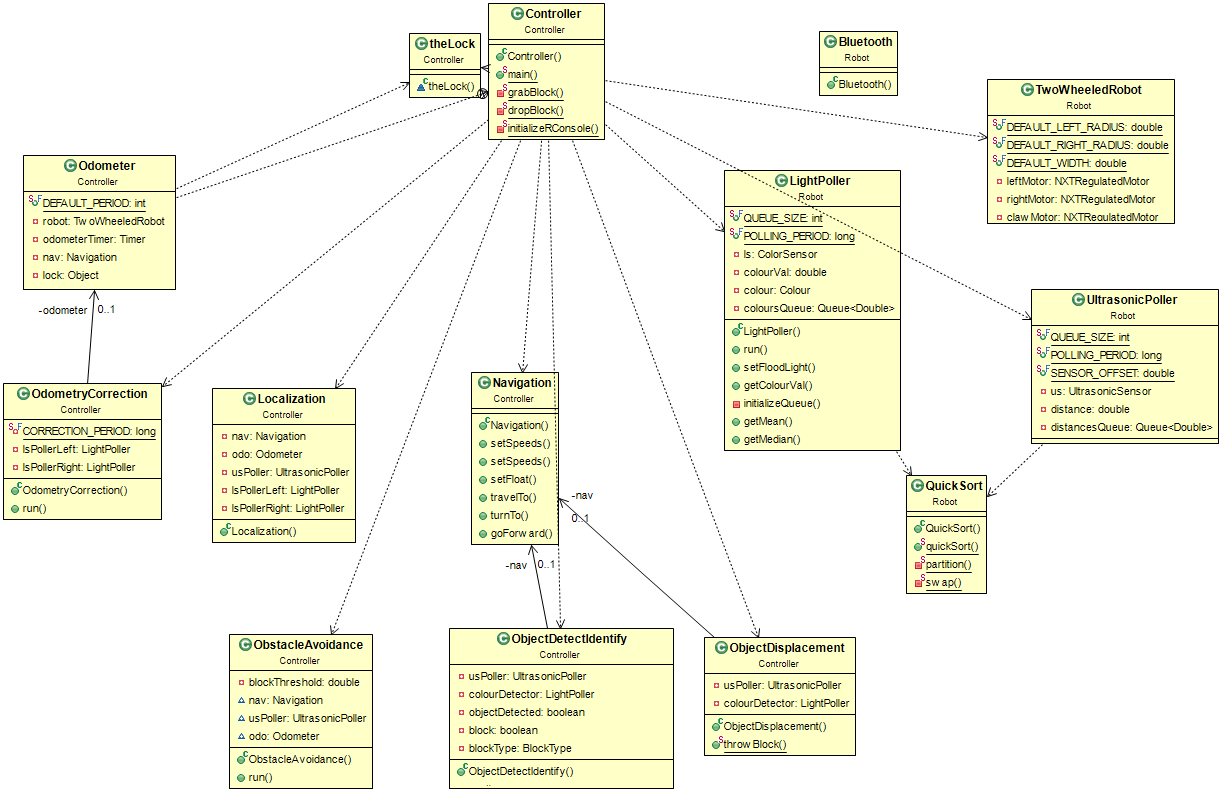 Controller
Controller
Controller()
main()
grabBlock()
dropBlock()
initializeRConsole()
theLock
Controller
theLock()
Bluetooth
Robot
Bluetooth()
TwoWheeledRobot
Robot
DEFAULT_LEFT_RADIUS: double
DEFAULT_RIGHT_RADIUS: double
DEFAULT_WIDTH: double
leftMotor: NXTRegulatedMotor
rightMotor: NXTRegulatedMotor
clawMotor: NXTRegulatedMotor
Odometer
Controller
DEFAULT_PERIOD: int
robot: TwoWheeledRobot
odometerTimer: Timer
nav: Navigation
lock: Object
-odometer 0..1
LightPoller
Robot
QUEUE_SIZE: int
POLLING_PERIOD: long
ls: ColorSensor
colourVal: double
colour: Colour
coloursQueue: Queue<Double>
LightPoller()
run()
setFloodLight()
getColourVal()
initializeQueue()
getMean()
getMedian()
UltrasonicPoller
Robot
QUEUE_SIZE: int
POLLING_PERIOD: long
SENSOR_OFFSET: double
us: UltrasonicSensor
distance: double
distancesQueue: Queue<Double>
OdometryCorrection
Controller
CORRECTION_PERIOD: long
lsPollerLeft: LightPoller
lsPollerRight: LightPoller
OdometryCorrection()
run()
Localization
Controller
nav: Navigation
odo: Odometer
usPoller: UltrasonicPoller
lsPollerLeft: LightPoller
lsPollerRight: LightPoller
Localization()
Navigation
Controller
Navigation()
setSpeeds()
setSpeeds()
setFloat()
travelTo()
turnTo()
goForward()
-nav
0..1
-nav 0..1
QuickSort
Robot
QuickSort()
quickSort()
partition()
swap()
ObstacleAvoidance
Controller
blockThreshold: double
nav: Navigation
usPoller: UltrasonicPoller
odo: Odometer
ObstacleAvoidance()
run()
ObjectDetectIdentify
Controller
usPoller: UltrasonicPoller
colourDetector: LightPoller
objectDetected: boolean
block: boolean
blockType: BlockType
ObjectDetectIdentify()
ObjectDisplacement
Controller
usPoller: UltrasonicPoller
colourDetector: LightPoller
ObjectDisplacement()
throwBlock()